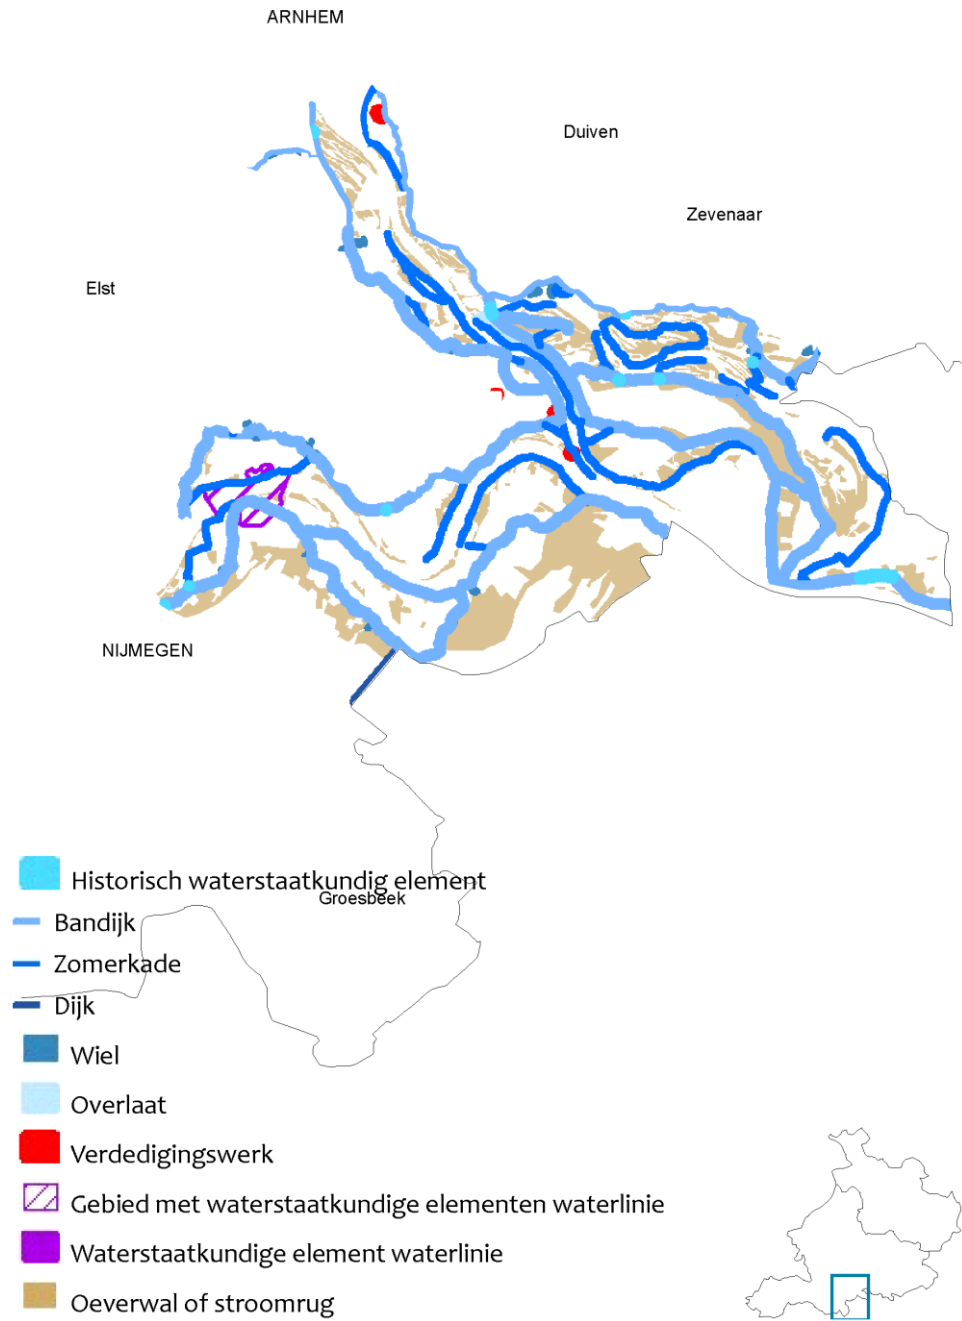 ARNHEM
Duiven
Zevenaar
Elst
NIJMEGEN
Historisch waterstaatkundig element
Groesbeek
Bandijk
Zomerkade
Dijk
Wiel
Overlaat
Verdedigingswerk
Gebied met waterstaatkundige elementen waterlinie
Waterstaatkundige element waterlinie
Oeverwal of stroomrug